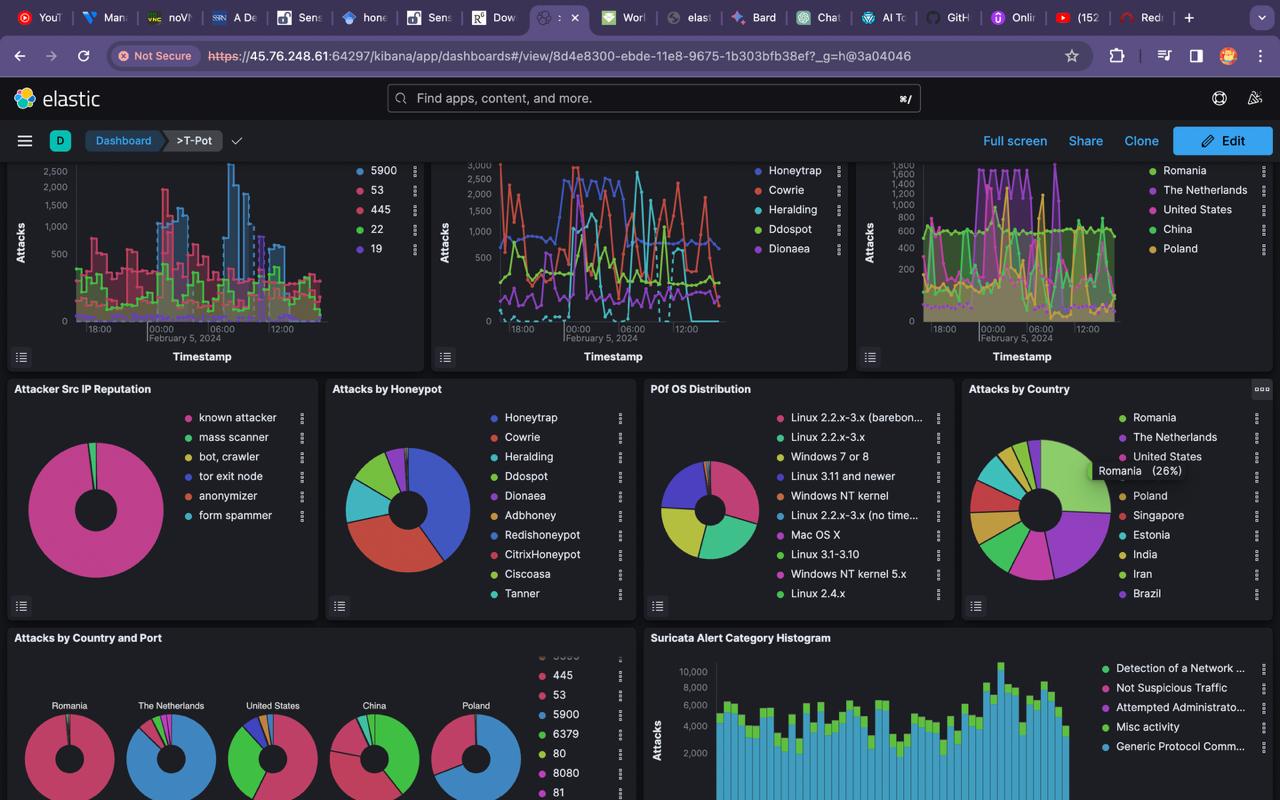 YouT
Man
noVI
A De
Sens
hone
Sens
Dow
:
Worl
elast
Bard
Chat
AI To
GitH
Onlin
(152
Redi
Not Secure
https://45.76.248.61:64297/kibana/app/dashboards#/view/8d4e8300-ebde-11e8-9675-1b303bfb38ef?_g=h@3a04046
elastic
Find apps, content, and more.
⌘/
D
Dashboard
>T-Pot
Full screen
Share
Clone
Edit
Attacks
2,500
2,000
1,500
1,000
500
0
18:00
00:00
06:00
12:00
February 5, 2024
Timestamp
5900
53
445
22
19
Attacks
3,000
2,500
2,000
1,500
1,000
500
0
18:00
00:00
06:00
12:00
February 5, 2024
Timestamp
Honeytrap
Cowrie
Heralding
Ddospot
Dionaea
Attacks
1,800
1,600
1,400
1,200
1,000
800
600
400
200
0
18:00
00:00
06:00
12:00
February 5, 2024
Timestamp
Romania
The Netherlands
United States
China
Poland
Attacker Src IP Reputation
known attacker
mass scanner
bot, crawler
tor exit node
anonymizer
form spammer
Attacks by Honeypot
Honeytrap
Cowrie
Heralding
Ddospot
Dionaea
Adbhoney
Redishoneypot
CitrixHoneypot
Ciscoasa
Tanner
P0f OS Distribution
Linux 2.2.x-3.x (barebon...
Linux 2.2.x-3.x
Windows 7 or 8
Linux 3.11 and newer
Windows NT kernel
Linux 2.2.x-3.x (no time...
Mac OS X
Linux 3.1-3.10
Windows NT kernel 5.x
Linux 2.4.x
Attacks by Country
Romania
The Netherlands
United States
Romania (26%)
Poland
Singapore
Estonia
India
Iran
Brazil
Attacks by Country and Port
Romania
The Netherlands
United States
China
Poland
445
53
5900
6379
80
8080
81
Suricata Alert Category Histogram
Attacks
10,000
8,000
6,000
4,000
2,000
Detection of a Network ...
Not Suspicious Traffic
Attempted Administrato...
Misc activity
Generic Protocol Comm...